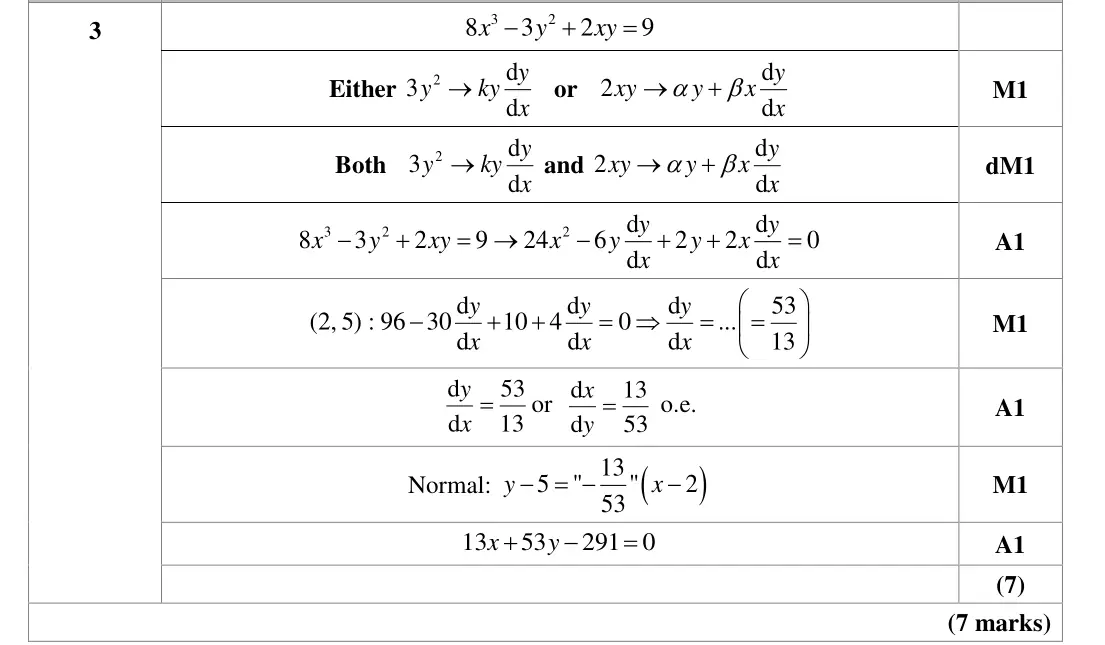 3
8x³ − 3y² + 2xy = 9
Either 3y² → ky dy/dx or 2xy → αy + βx dy/dx M1
Both 3y² → ky dy/dx and 2xy → αy + βx dy/dx dM1
8x³ − 3y² + 2xy = 9 → 24x² − 6y dy/dx + 2y + 2x dy/dx = 0 A1
(2, 5) : 96 − 30 dy/dx + 10 + 4 dy/dx = 0 ⇒ dy/dx = ... (= 53/13) M1
dy/dx = 53/13 or dx/dy = 13/53 o.e. A1
Normal: y − 5 = "− 13/53" (x − 2) M1
13x + 53y − 291 = 0 A1
(7)
(7 marks)